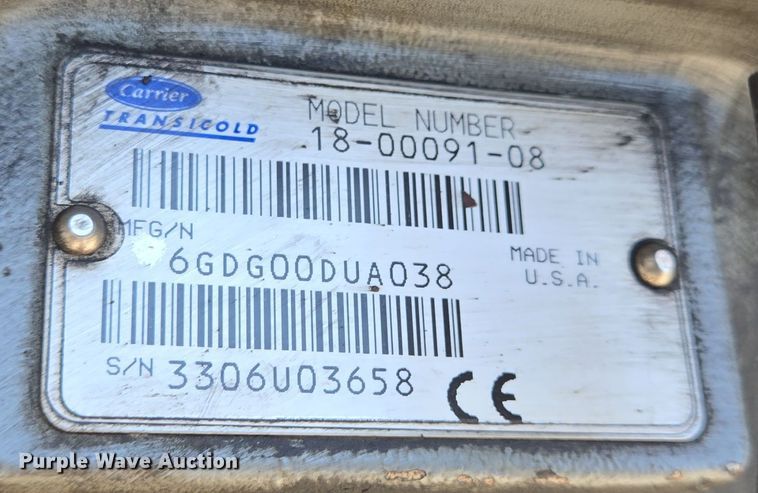 Carrier
TRANSICOLD
MODEL NUMBER
18-00091-08
MFG/N
6GDG00DUA038
MADE IN
U.S.A.
S/N 3306U03658
CE
Purple Wave Auction